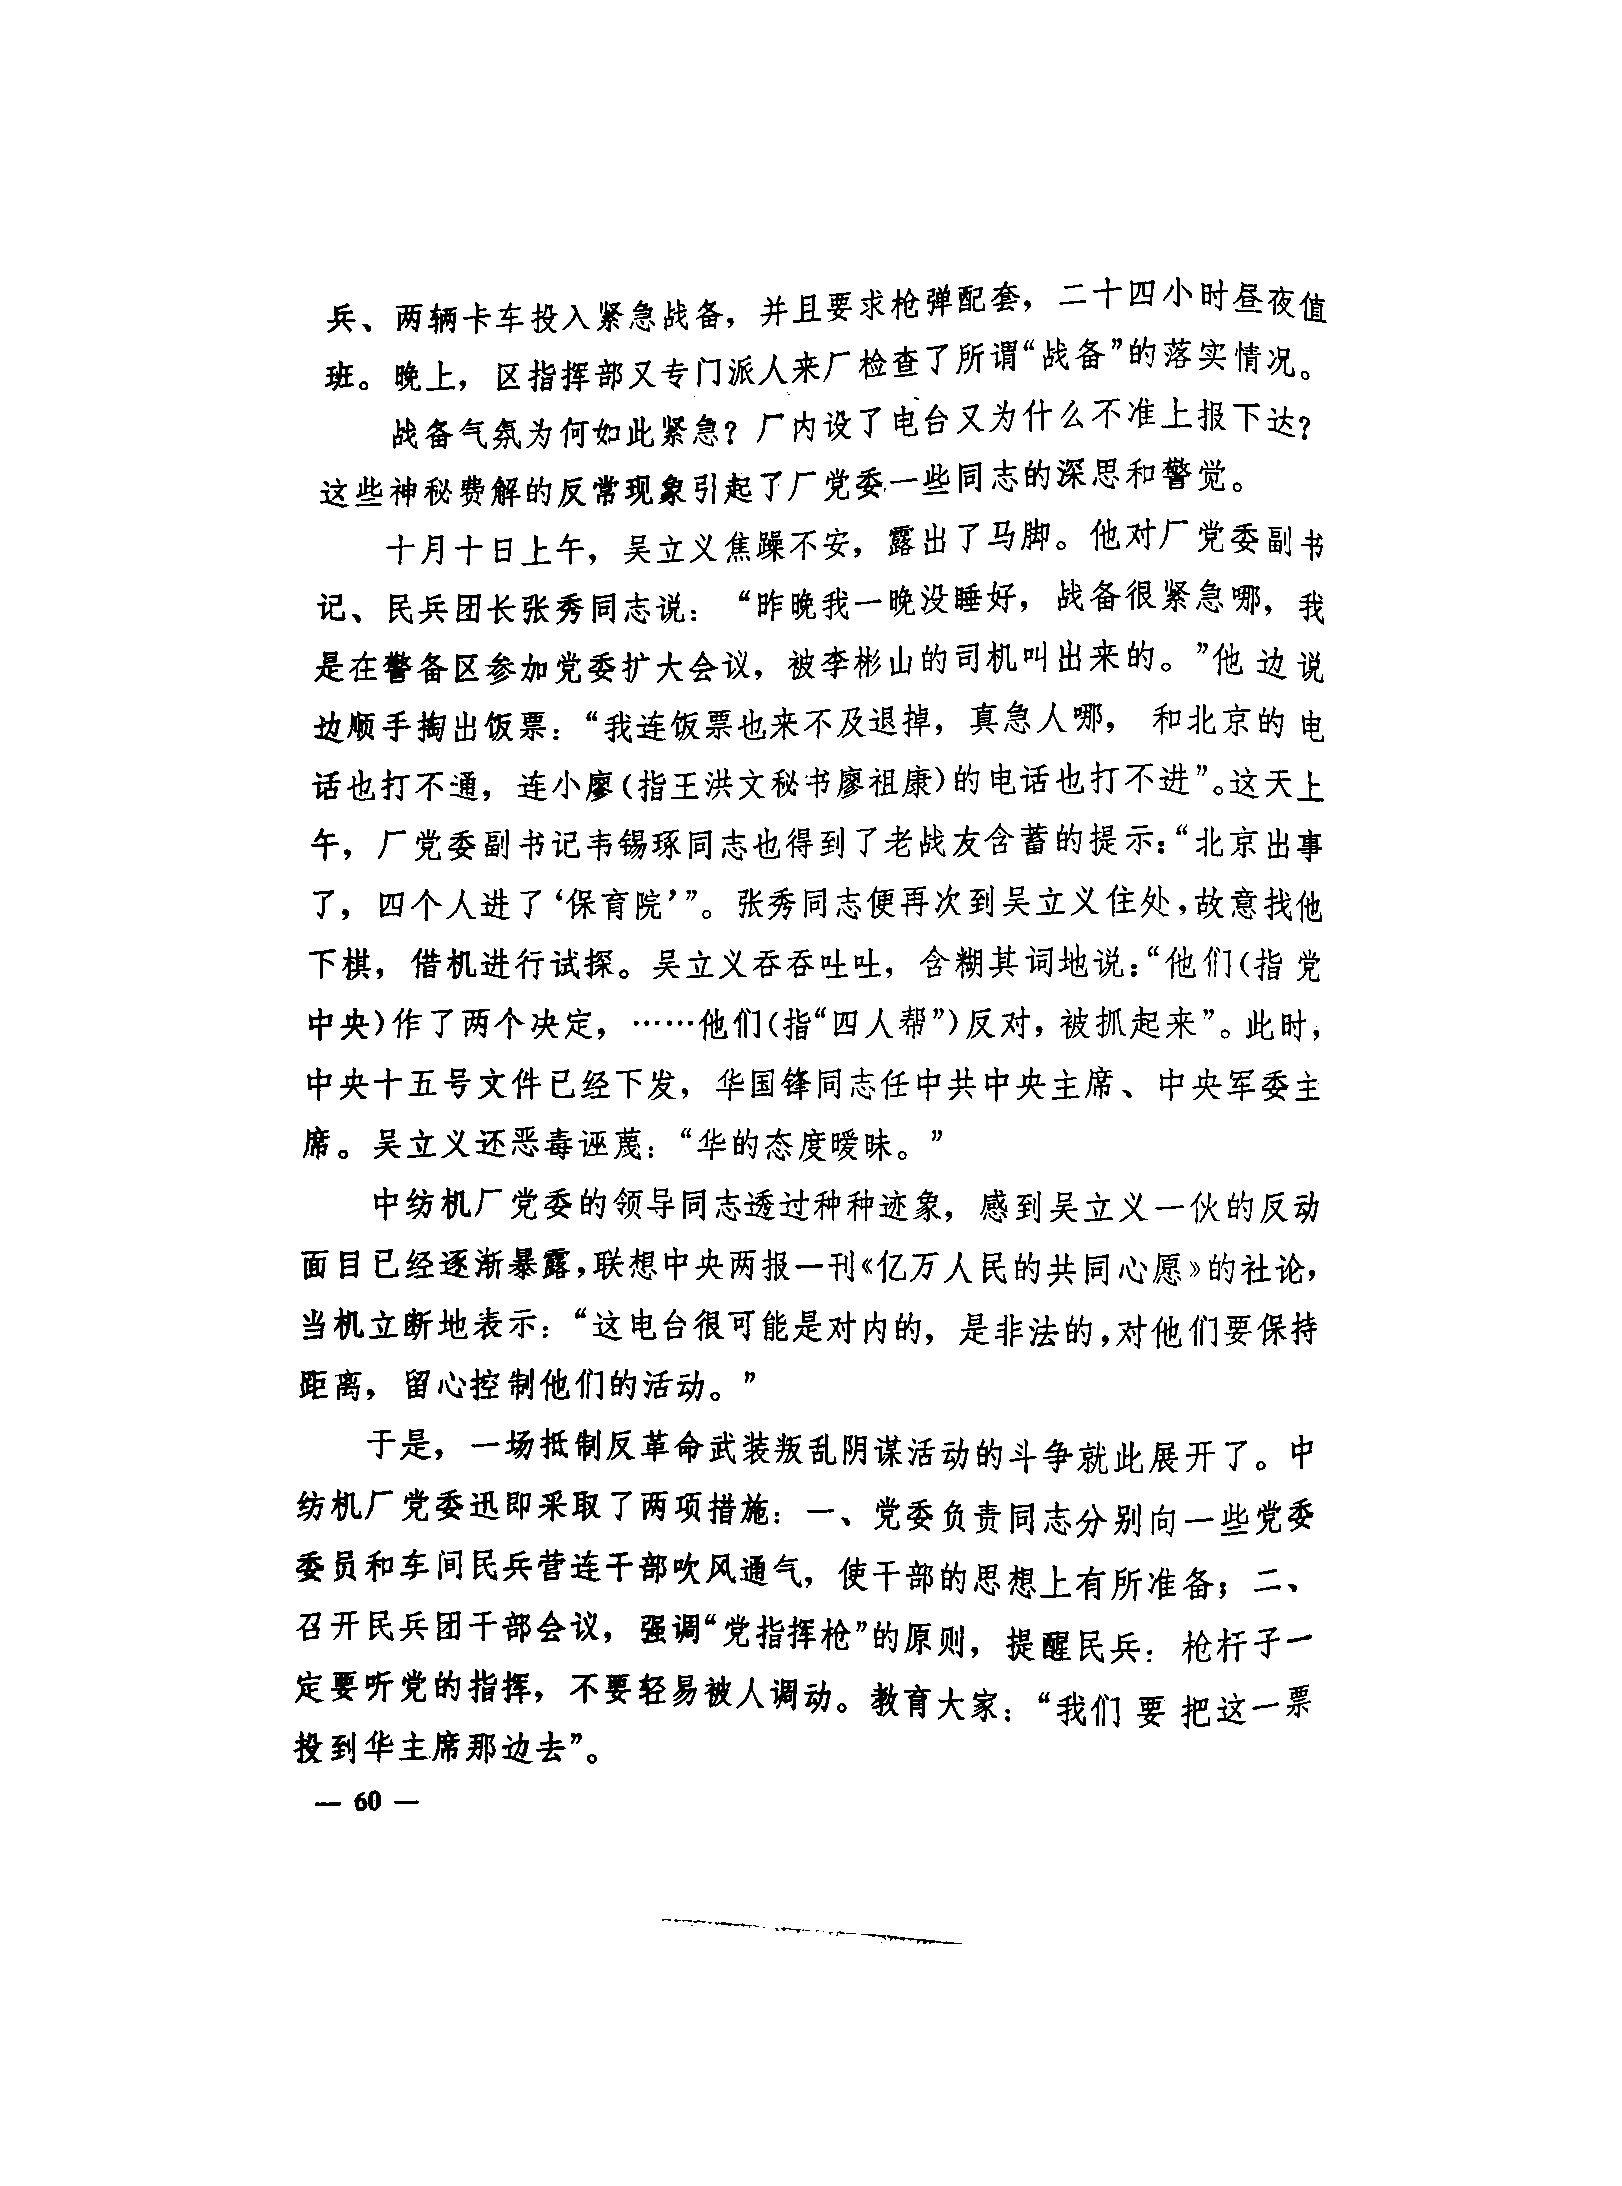 兵、两辆卡车投入紧急战备，并且要求枪弹配套，二十四小时昼夜值
班。晚上，区指挥部又专门派人来厂检查了所谓“战备”的落实情况。
战备气氛为何如此紧急？厂内设了电台又为什么不准上报下达？
这些神秘费解的反常现象引起了厂党委一些同志的深思和警觉。
十月十日上午，吴立义焦躁不安，露出了马脚。他对厂党委副书
记、民兵团长张秀同志说：“昨晚我一晚没睡好，战备很紧急哪，我
是在警备区参加党委扩大会议，被李彬山的司机叫出来的。”他边说
边顺手掏出饭票：“我连饭票也来不及退掉，真急人哪，和北京的电
话也打不通，连小廖（指王洪文秘书廖祖康）的电话也打不进”。这天上
午，厂党委副书记韦锡琢同志也得到了老战友含蓄的提示：“北京出事
了，四个人进了‘保育院’”。张秀同志便再次到吴立义住处，故意找他
下棋，借机进行试探。吴立义吞吞吐吐，含糊其词地说：“他们（指党
中央）作了两个决定，……他们（指“四人帮”）反对，被抓起来”。此时，
中央十五号文件已经下发，华国锋同志任中共中央主席、中央军委主
席。吴立义还恶毒诬蔑：“华的态度暧昧。”
中纺机厂党委的领导同志透过种种迹象，感到吴立义一伙的反动
面目已经逐渐暴露，联想中央两报一刊《亿万人民的共同心愿》的社论，
当机立断地表示：“这电台很可能是对内的，是非法的，对他们要保持
距离，留心控制他们的活动。”
于是，一场抵制反革命武装叛乱阴谋活动的斗争就此展开了。中
纺机厂党委迅即采取了两项措施：一、党委负责同志分别向一些党委
委员和车间民兵营连干部吹风通气，使干部的思想上有所准备；二、
召开民兵团干部会议，强调“党指挥枪”的原则，提醒民兵：枪杆子一
定要听党的指挥，不要轻易被人调动。教育大家：“我们要把这一票
投到华主席那边去”。
— 60 —